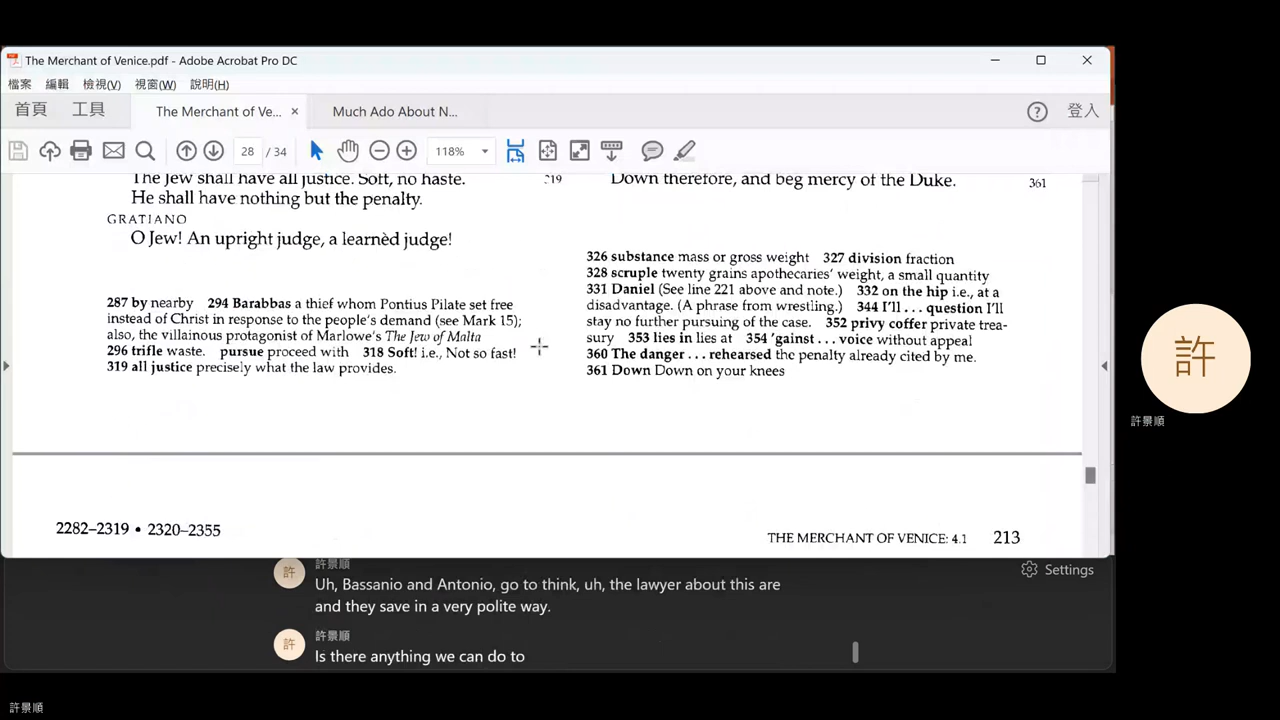 The Merchant of Venice.pdf - Adobe Acrobat Pro DC
檔案 編輯 檢視(V) 視窗(W) 說明(H)
首頁 工具 The Merchant of Ve... × Much Ado About N... ? 登入
28 / 34 118%
The Jew shall have all justice. Soft, no haste. 319
He shall have nothing but the penalty.
GRATIANO
O Jew! An upright judge, a learnèd judge!
287 by nearby 294 Barabbas a thief whom Pontius Pilate set free
instead of Christ in response to the people's demand (see Mark 15);
also, the villainous protagonist of Marlowe's The Jew of Malta
296 trifle waste. pursue proceed with 318 Soft! i.e., Not so fast!
319 all justice precisely what the law provides.
Down therefore, and beg mercy of the Duke. 361
326 substance mass or gross weight 327 division fraction
328 scruple twenty grains apothecaries' weight, a small quantity
331 Daniel (See line 221 above and note.) 332 on the hip i.e., at a
disadvantage. (A phrase from wrestling.) 344 I'll . . . question I'll
stay no further pursuing of the case. 352 privy coffer private trea-
sury 353 lies in lies at 354 'gainst . . . voice without appeal
360 The danger . . . rehearsed the penalty already cited by me.
361 Down Down on your knees
2282–2319 • 2320–2355
THE MERCHANT OF VENICE: 4.1 213
許
許景順
Settings
許
許景順
Uh, Bassanio and Antonio, go to think, uh, the lawyer about this are
and they save in a very polite way.
許
許景順
Is there anything we can do to
許景順